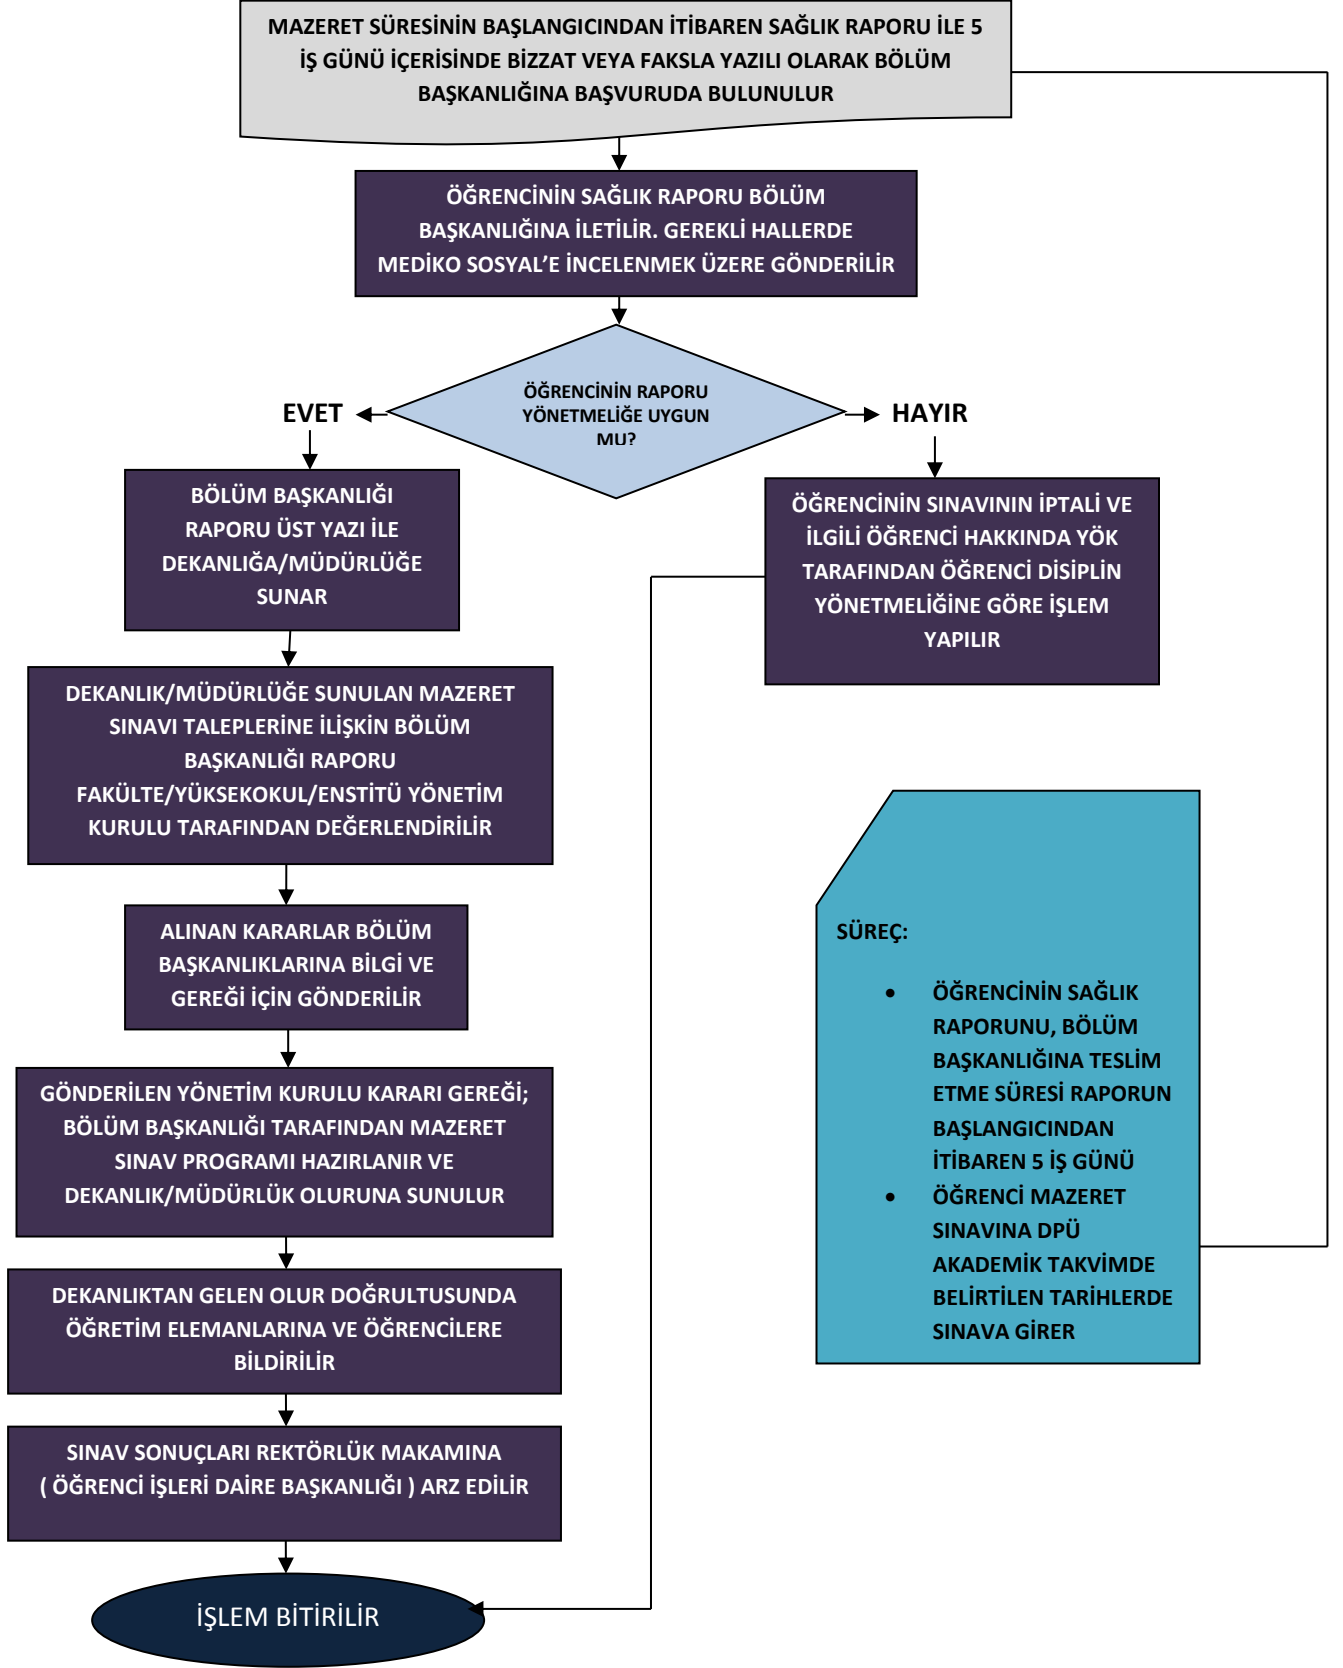 MAZERET SÜRESİNİN BAŞLANGICINDAN İTİBAREN SAĞLIK RAPORU İLE 5
İŞ GÜNÜ İÇERİSİNDE BİZZAT VEYA FAKSLA YAZILI OLARAK BÖLÜM
BAŞKANLIĞINA BAŞVURUDA BULUNULUR
ÖĞRENCİNİN SAĞLIK RAPORU BÖLÜM
BAŞKANLIĞINA İLETİLİR. GEREKLİ HALLERDE
MEDİKO SOSYAL’E İNCELENMEK ÜZERE GÖNDERİLİR
ÖĞRENCİNİN RAPORU
YÖNETMELİĞE UYGUN
MU?
EVET
HAYIR
BÖLÜM BAŞKANLIĞI
RAPORU ÜST YAZI İLE
DEKANLIĞA/MÜDÜRLÜĞE
SUNAR
ÖĞRENCİNİN SINAVININ İPTALİ VE
İLGİLİ ÖĞRENCİ HAKKINDA YÖK
TARAFINDAN ÖĞRENCİ DİSİPLİN
YÖNETMELİĞİNE GÖRE İŞLEM
YAPILIR
DEKANLIK/MÜDÜRLÜĞE SUNULAN MAZERET
SINAVI TALEPLERİNE İLİŞKİN BÖLÜM
BAŞKANLIĞI RAPORU
FAKÜLTE/YÜKSEKOKUL/ENSTİTÜ YÖNETİM
KURULU TARAFINDAN DEĞERLENDİRİLİR
ALINAN KARARLAR BÖLÜM
BAŞKANLIKLARINA BİLGİ VE
GEREĞİ İÇİN GÖNDERİLİR
GÖNDERİLEN YÖNETİM KURULU KARARI GEREĞİ;
BÖLÜM BAŞKANLIĞI TARAFINDAN MAZERET
SINAV PROGRAMI HAZIRLANIR VE
DEKANLIK/MÜDÜRLÜK OLURUNA SUNULUR
DEKANLIKTAN GELEN OLUR DOĞRULTUSUNDA
ÖĞRETİM ELEMANLARINA VE ÖĞRENCİLERE
BİLDİRİLİR
SINAV SONUÇLARI REKTÖRLÜK MAKAMINA
( ÖĞRENCİ İŞLERİ DAİRE BAŞKANLIĞI ) ARZ EDİLİR
İŞLEM BİTİRİLİR
SÜREÇ:
• ÖĞRENCİNİN SAĞLIK
RAPORUNU, BÖLÜM
BAŞKANLIĞINA TESLİM
ETME SÜRESİ RAPORUN
BAŞLANGICINDAN
İTİBAREN 5 İŞ GÜNÜ
• ÖĞRENCİ MAZERET
SINAVINA DPÜ
AKADEMİK TAKVİMDE
BELİRTİLEN TARİHLERDE
SINAVA GİRER